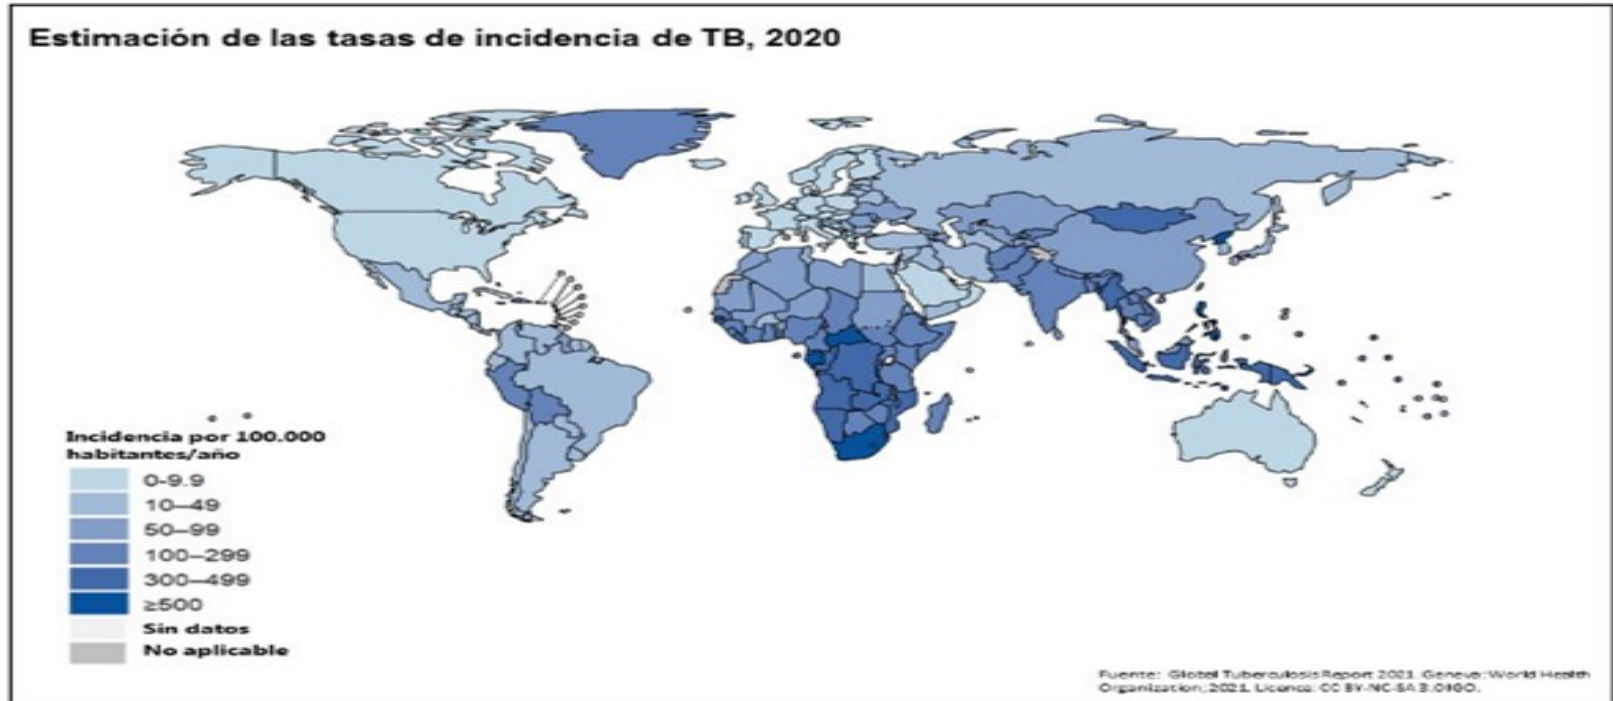 Estimación de las tasas de incidencia de TB, 2020
Incidencia por 100.000
habitantes/año
0-9.9
10–49
50–99
100–299
300–499
≥500
Sin datos
No aplicable
Fuente: Global Tuberculosis Report 2021. Geneva: World Health
Organization; 2021. Licence: CC BY-NC-SA 3.0 IGO.